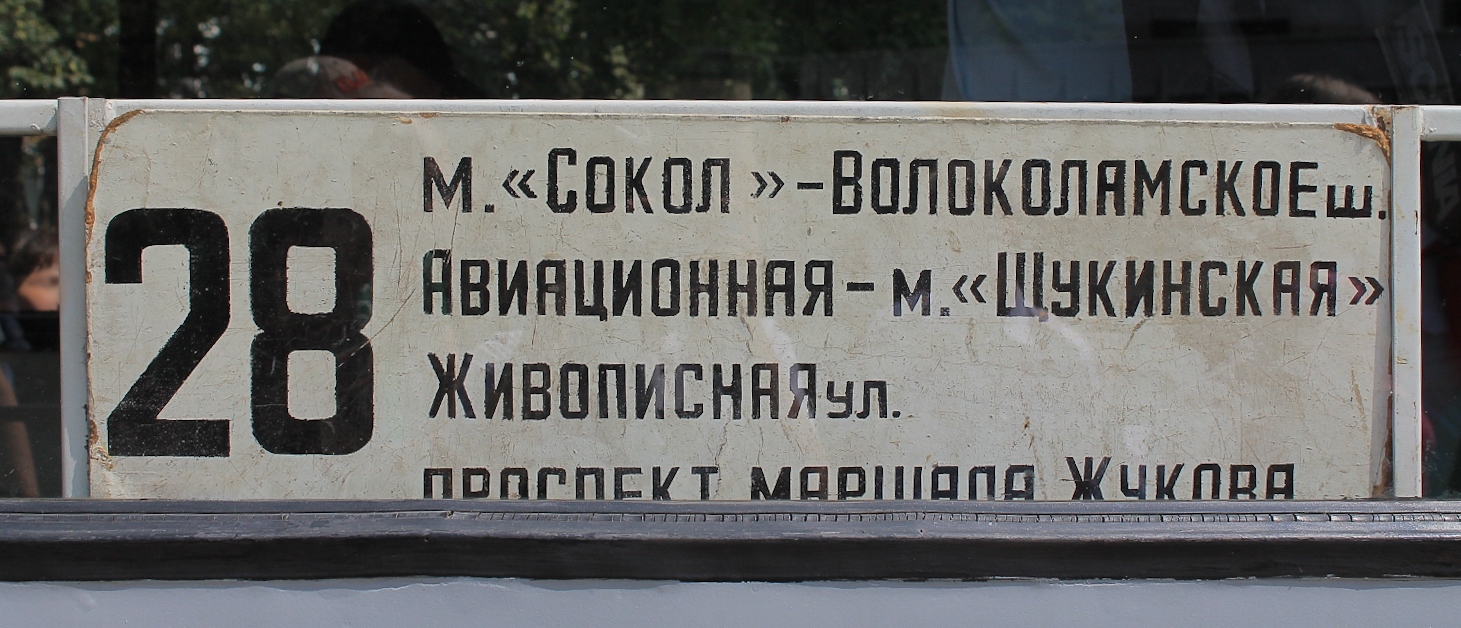 28
м. «Сокол» – Волоколамское ш.
Авиационная – м. «Щукинская»
Живописная ул.
проспект маршала Жукова